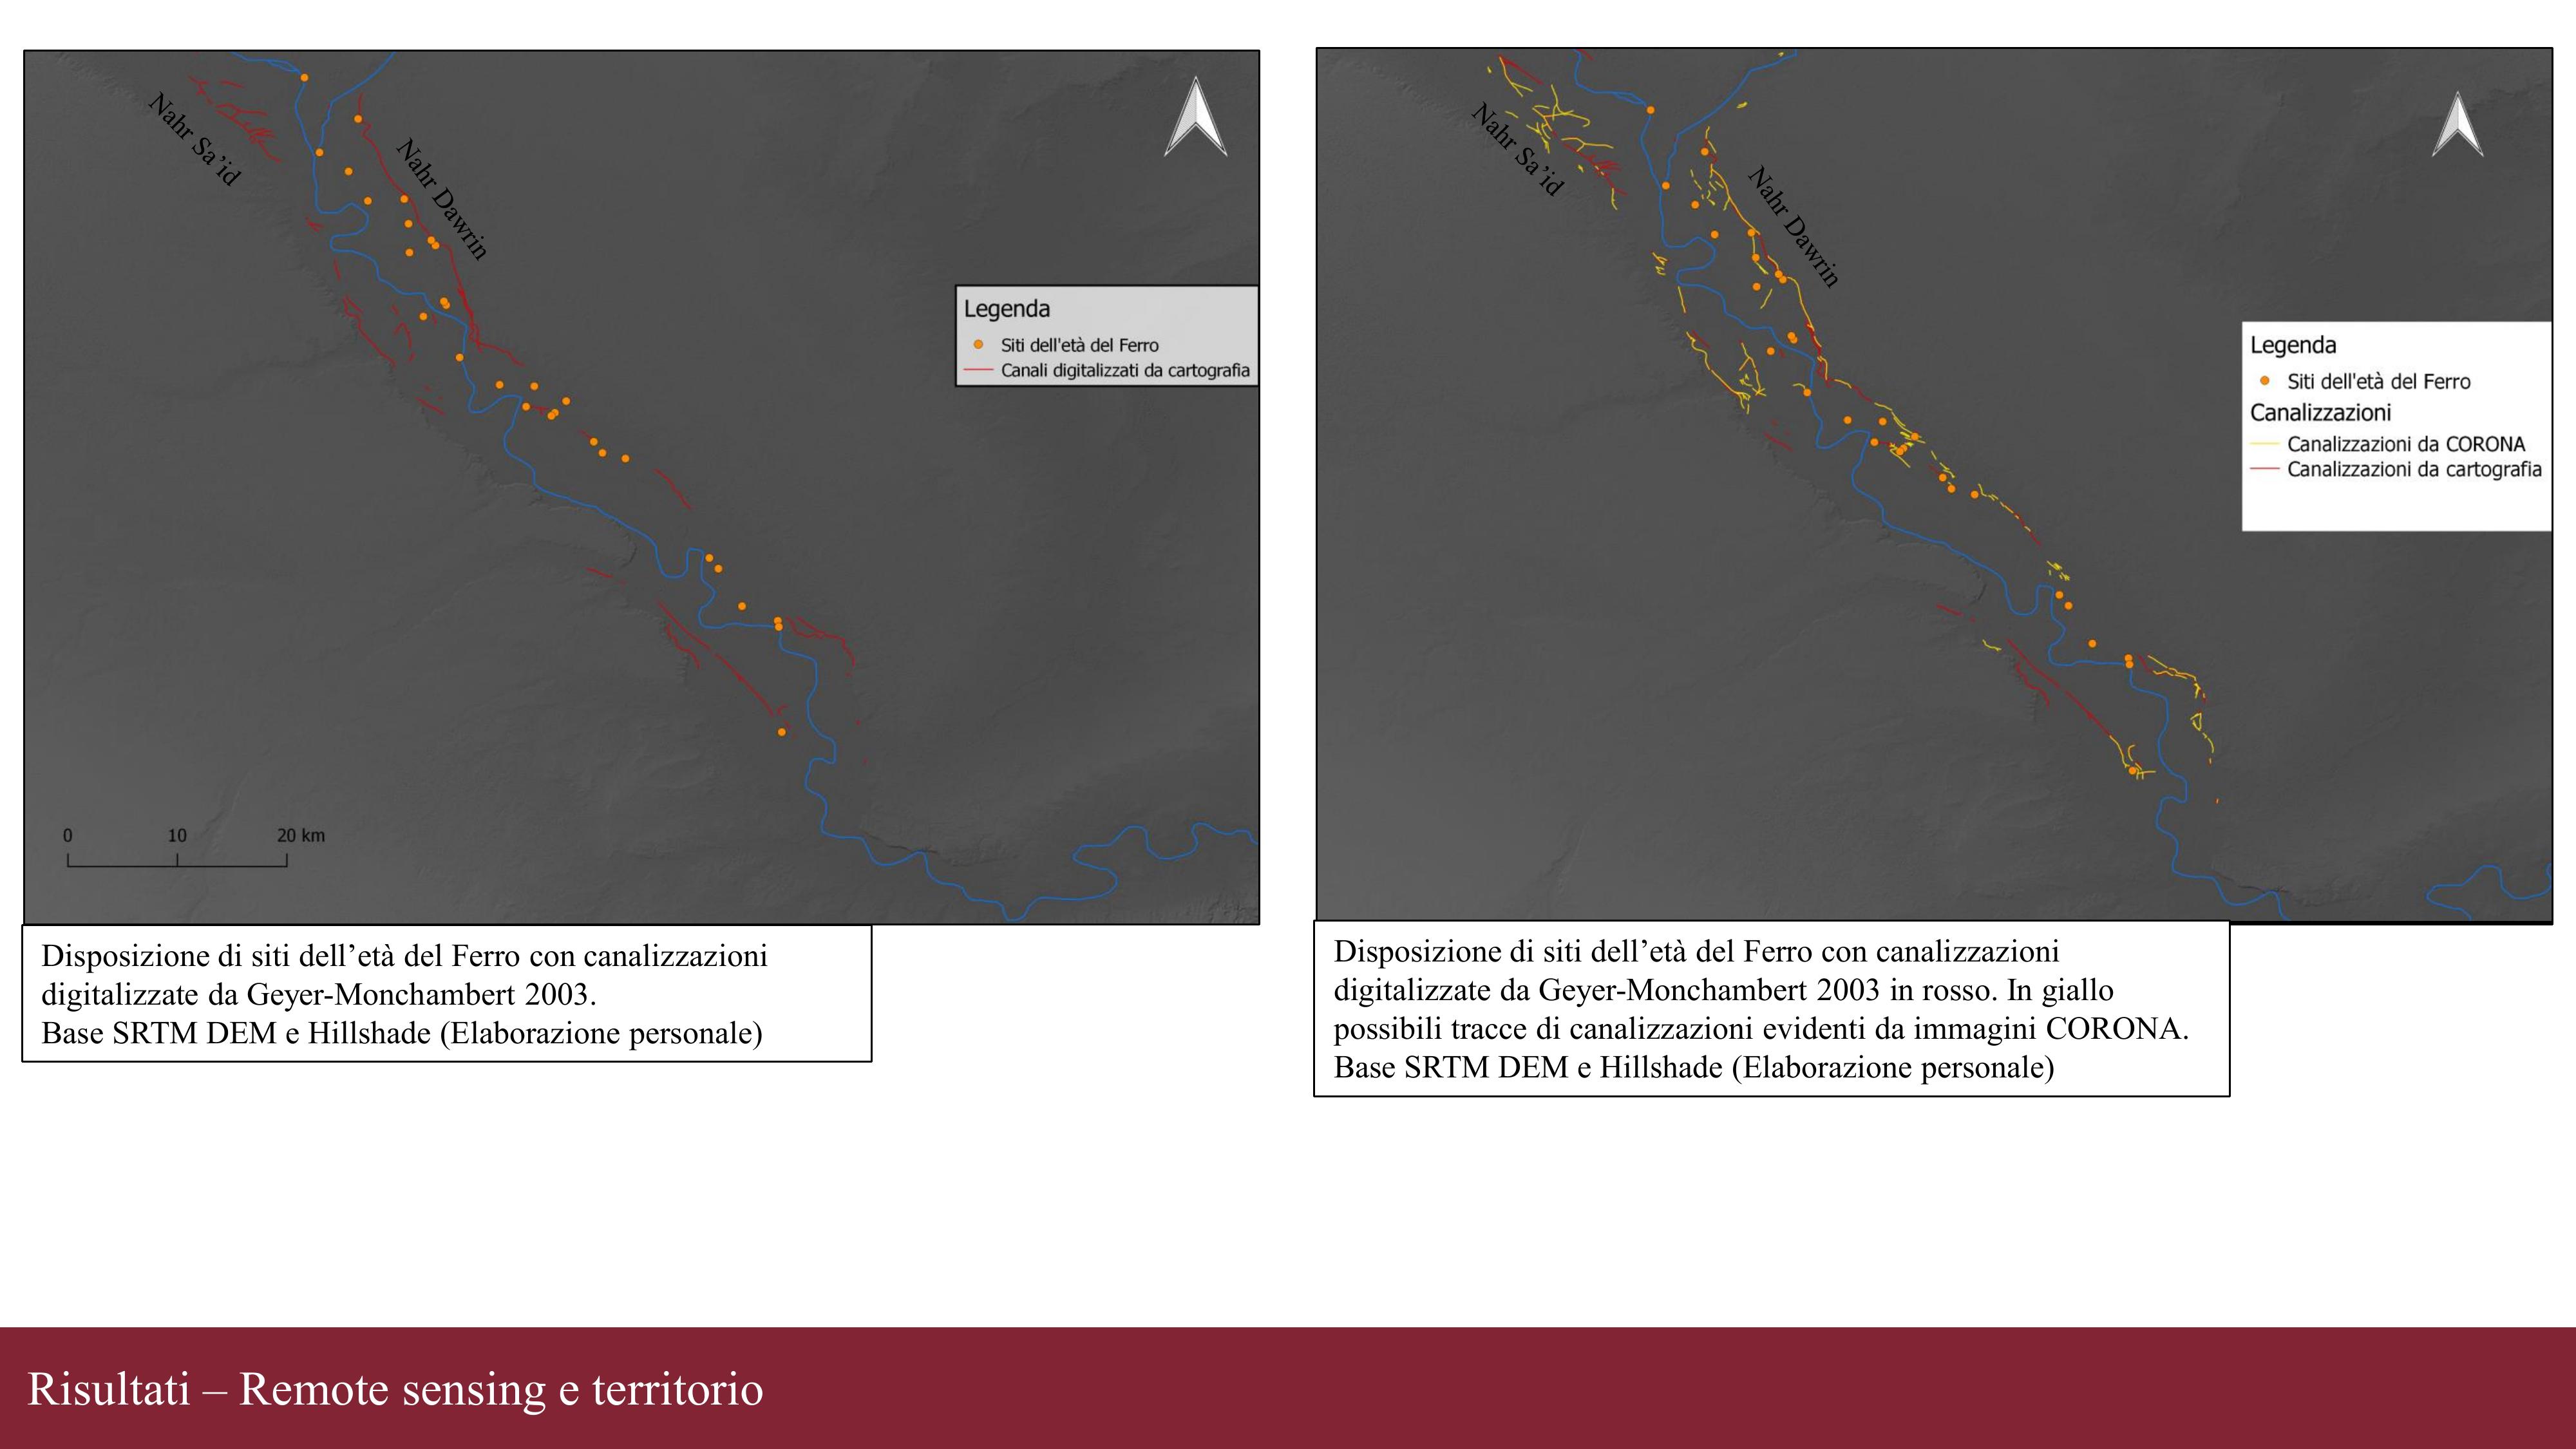 Nahr Sa’id
Nahr Dawrin
Legenda
Siti dell'età del Ferro
Canali digitalizzati da cartografia
0 10 20 km
Disposizione di siti dell’età del Ferro con canalizzazioni
digitalizzate da Geyer-Monchambert 2003.
Base SRTM DEM e Hillshade (Elaborazione personale)
Nahr Sa’id
Nahr Dawrin
Legenda
Siti dell'età del Ferro
Canalizzazioni
Canalizzazioni da CORONA
Canalizzazioni da cartografia
Disposizione di siti dell’età del Ferro con canalizzazioni
digitalizzate da Geyer-Monchambert 2003 in rosso. In giallo
possibili tracce di canalizzazioni evidenti da immagini CORONA.
Base SRTM DEM e Hillshade (Elaborazione personale)
Risultati – Remote sensing e territorio